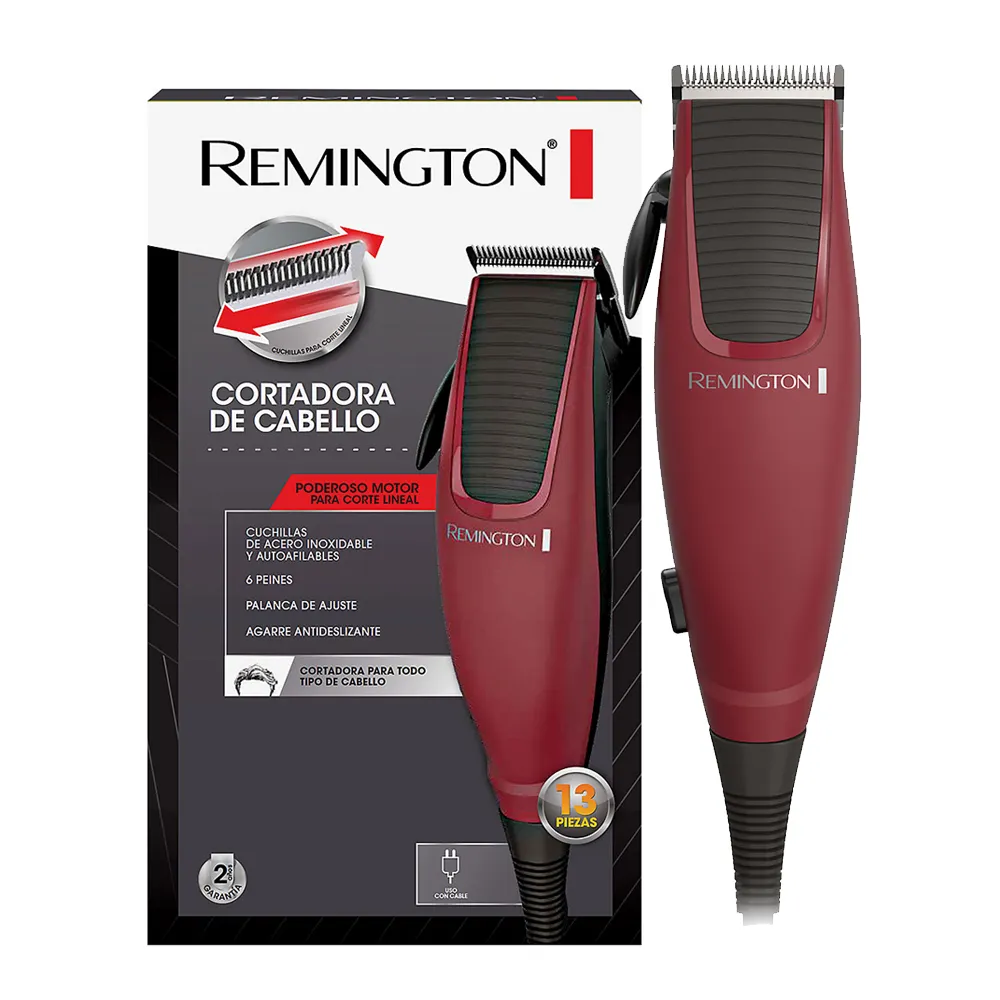 REMINGTON
REMINGTON®
CUCHILLAS PARA CORTE LINEAL
CORTADORA
DE CABELLO
PODEROSO MOTOR
PARA CORTE LINEAL
CUCHILLAS
DE ACERO INOXIDABLE
Y AUTOAFILABLES
6 PEINES
PALANCA DE AJUSTE
AGARRE ANTIDESLIZANTE
CORTADORA PARA TODO
TIPO DE CABELLO
REMINGTON
13
PIEZAS
2 años
GARANTÍA
USO
CON CABLE
REMINGTON